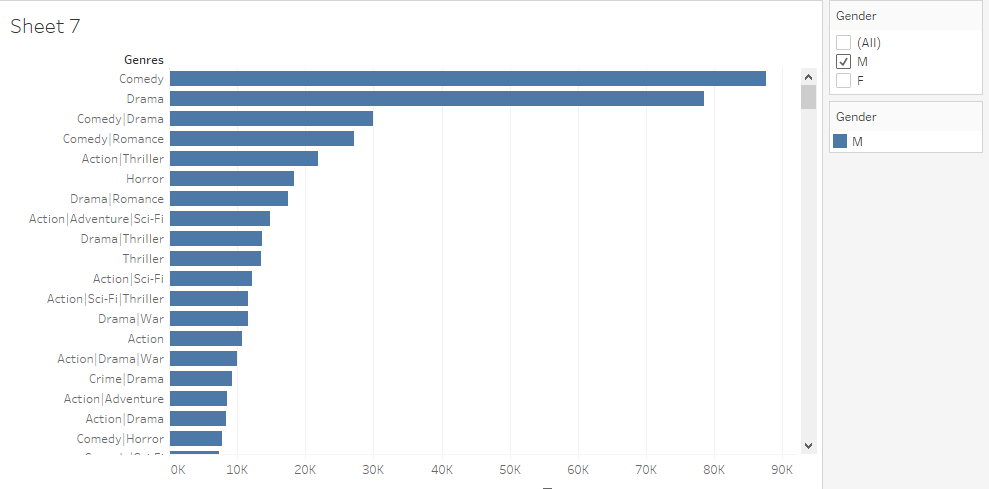 Sheet 7
Genres
Comedy
Drama
Comedy|Drama
Comedy|Romance
Action|Thriller
Horror
Drama|Romance
Action|Adventure|Sci-Fi
Drama|Thriller
Thriller
Action|Sci-Fi
Action|Sci-Fi|Thriller
Drama|War
Action
Action|Drama|War
Crime|Drama
Action|Adventure
Action|Drama
Comedy|Horror
0K 10K 20K 30K 40K 50K 60K 70K 80K 90K
Gender
(All)
M
F
Gender
M